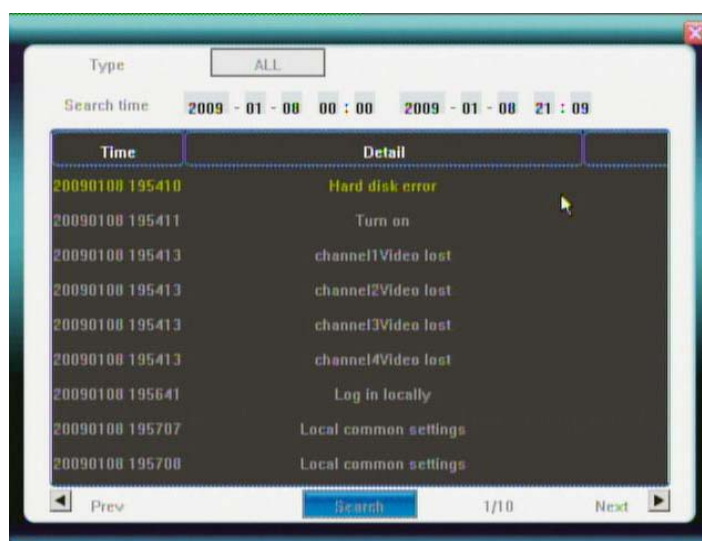 Type ALL
Search time 2009 - 01 - 08 00 : 00 2009 - 01 - 08 21 : 09
Time Detail
20090108 195410 Hard disk error
20090108 195411 Turn on
20090108 195413 channel1Video lost
20090108 195413 channel2Video lost
20090108 195413 channel3Video lost
20090108 195413 channel4Video lost
20090108 195641 Log in locally
20090108 195707 Local common settings
20090108 195708 Local common settings
Prev Search 1/10 Next